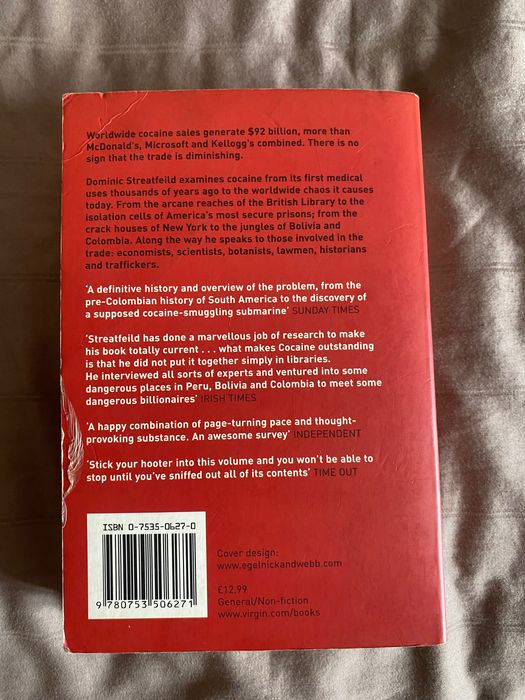 Worldwide cocaine sales generate $92 billion, more than
McDonald's, Microsoft and Kellogg's combined. There is no
sign that the trade is diminishing.
Dominic Streatfeild examines cocaine from its first medical
uses thousands of years ago to the worldwide chaos it causes
today. From the arcane reaches of the British Library to the
isolation cells of America's most secure prisons; from the
crack houses of New York to the jungles of Bolivia and
Colombia. Along the way he speaks to those involved in the
trade: economists, scientists, botanists, lawmen, historians
and traffickers.
'A definitive history and overview of the problem, from the
pre-Colombian history of South America to the discovery of
a supposed cocaine-smuggling submarine' SUNDAY TIMES
'Streatfeild has done a marvellous job of research to make
his book totally current . . . what makes Cocaine outstanding
is that he did not put it together simply in libraries.
He interviewed all sorts of experts and ventured into some
dangerous places in Peru, Bolivia and Colombia to meet some
dangerous billionaires' IRISH TIMES
'A happy combination of page-turning pace and thought-
provoking substance. An awesome survey' INDEPENDENT
'Stick your hooter into this volume and you won't be able to
stop until you've sniffed out all of its contents' TIME OUT
ISBN 0-7535-0627-0
9 780753 506271
Cover design:
www.egelnickandwebb.com
£12.99
General/Non-fiction
www.virgin.com/books